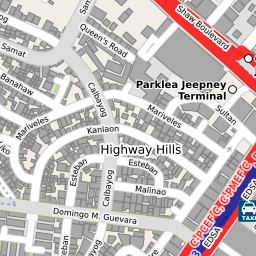 Queen's Road
Shaw Boulevard
Samat
Banahaw
Calbayog
Parklea Jeepney
Terminal
Mariveles
Mariveles
Sultan
Kanlaon
Highway Hills
Esteban
Esteban
Calbayog
Malinao
Domingo M. Guevara
EDSA
EDSA
EDSA
TAXI